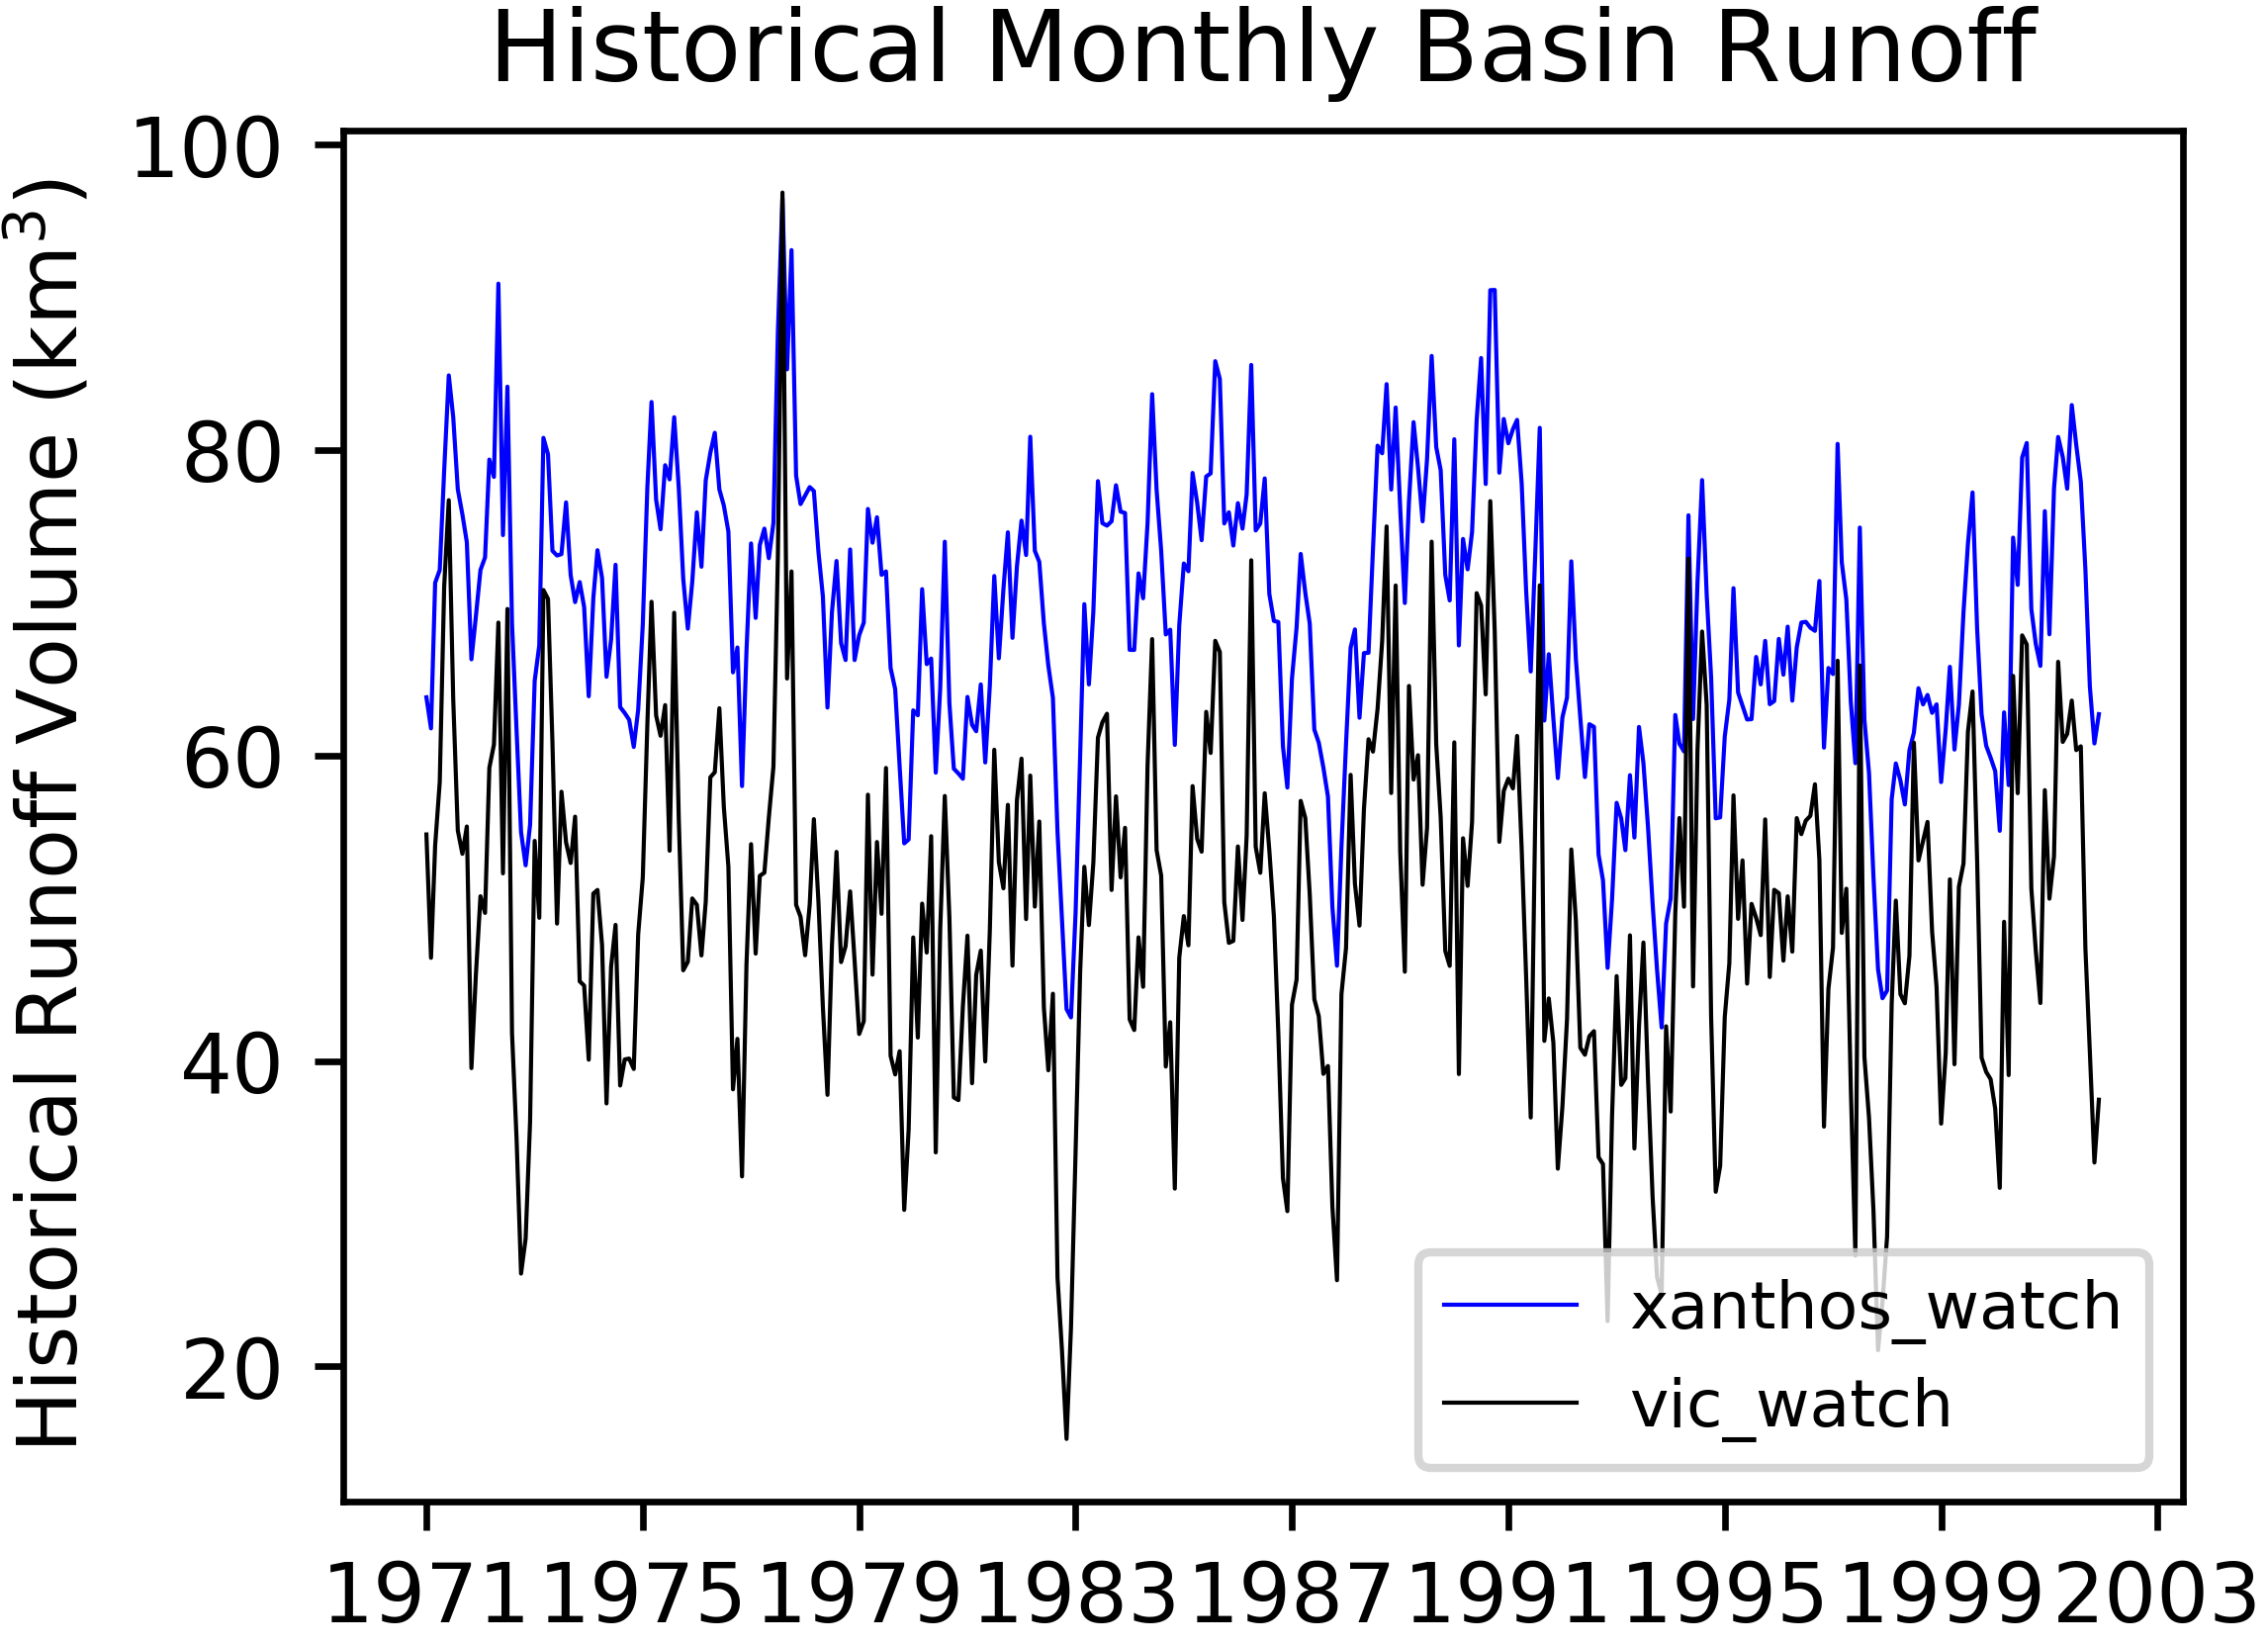 Historical Monthly Basin Runoff
Historical Runoff Volume (km³)
100
80
60
40
20
xanthos_watch
vic_watch
1971 1975 1979 1983 1987 1991 1995 1999 2003